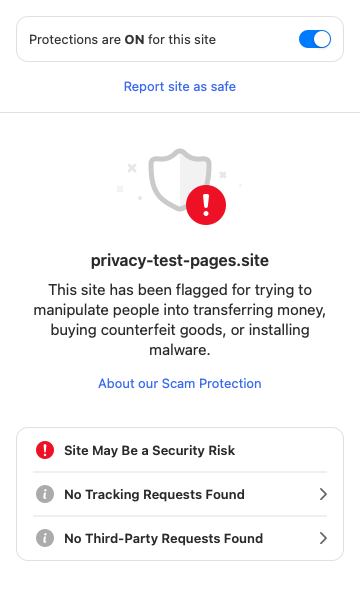 Protections are ON for this site
Report site as safe
privacy-test-pages.site
This site has been flagged for trying to
manipulate people into transferring money,
buying counterfeit goods, or installing
malware.
About our Scam Protection
Site May Be a Security Risk
No Tracking Requests Found
No Third-Party Requests Found